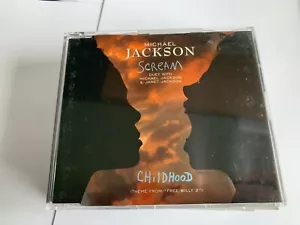 MICHAEL
JACKSON
SCREAM
DUET WITH
MICHAEL JACKSON
& JANET JACKSON
CHILDHOOD
(THEME FROM "FREE WILLY 2")